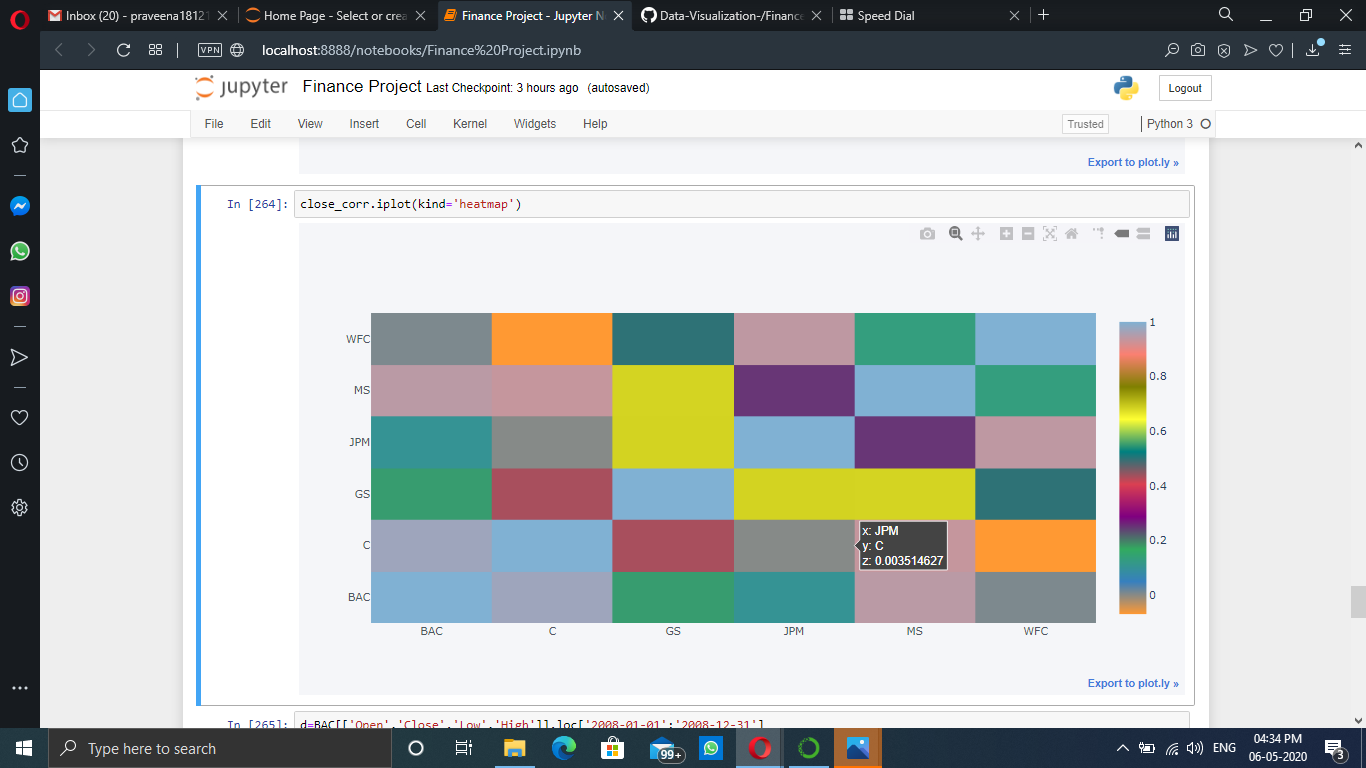 Inbox (20) - praveena18121
Home Page - Select or crea
Finance Project - Jupyter N
Data-Visualization-/Finance
Speed Dial
VPN
localhost:8888/notebooks/Finance%20Project.ipynb
jupyter
Finance Project Last Checkpoint: 3 hours ago (autosaved)
Logout
File Edit View Insert Cell Kernel Widgets Help
Trusted
Python 3
Export to plot.ly »
In [264]: close_corr.iplot(kind='heatmap')
WFC
MS
JPM
GS
C
BAC
BAC C GS JPM MS WFC
x: JPM
y: C
z: 0.003514627
1
0.8
0.6
0.4
0.2
0
Export to plot.ly »
In [265]: d=BAC[['Open','Close','Low','High']].loc['2008-01-01':'2008-12-31']
Type here to search
99+
ENG
04:34 PM
06-05-2020
3